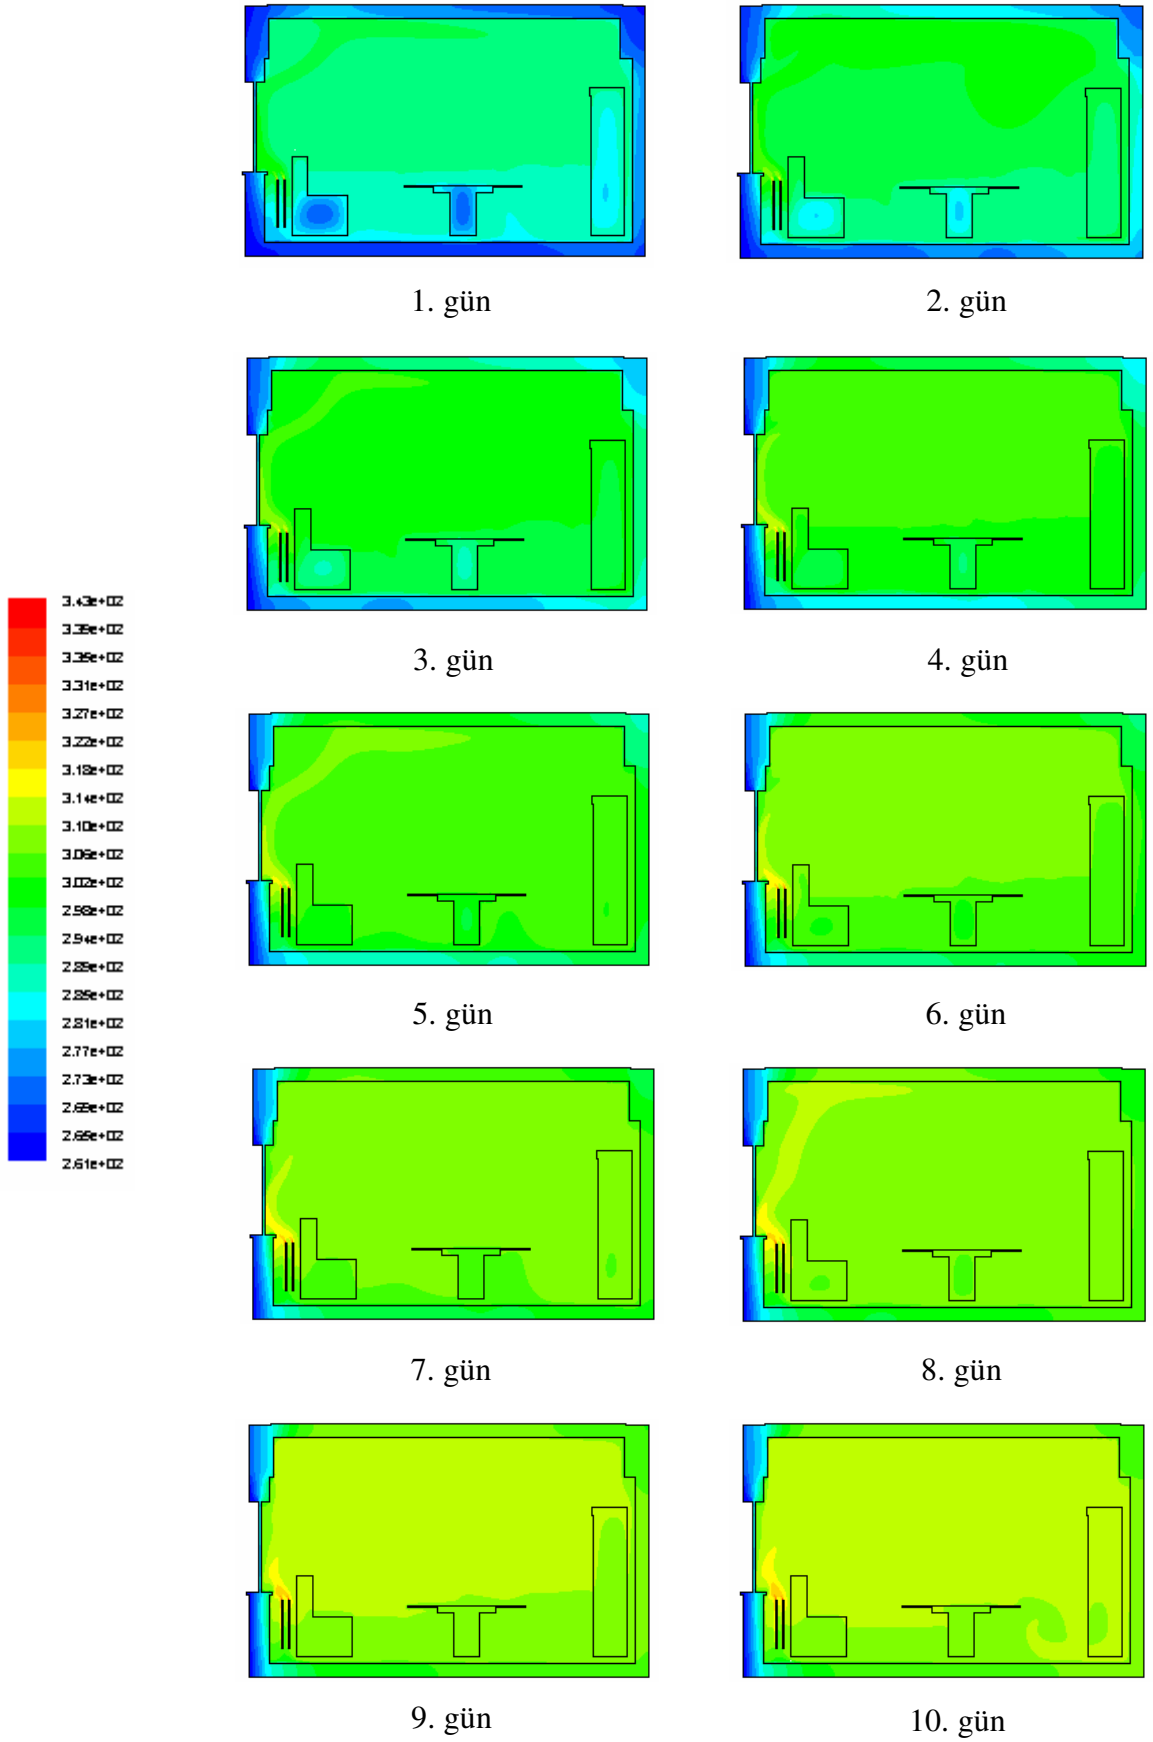 1. gün
2. gün
3. gün
4. gün
3.43e+02
3.39e+02
3.35e+02
3.31e+02
3.27e+02
3.22e+02
3.18e+02
3.14e+02
3.10e+02
3.06e+02
3.02e+02
2.98e+02
2.94e+02
2.89e+02
2.85e+02
2.81e+02
2.77e+02
2.73e+02
2.69e+02
2.65e+02
2.61e+02
5. gün
6. gün
7. gün
8. gün
9. gün
10. gün